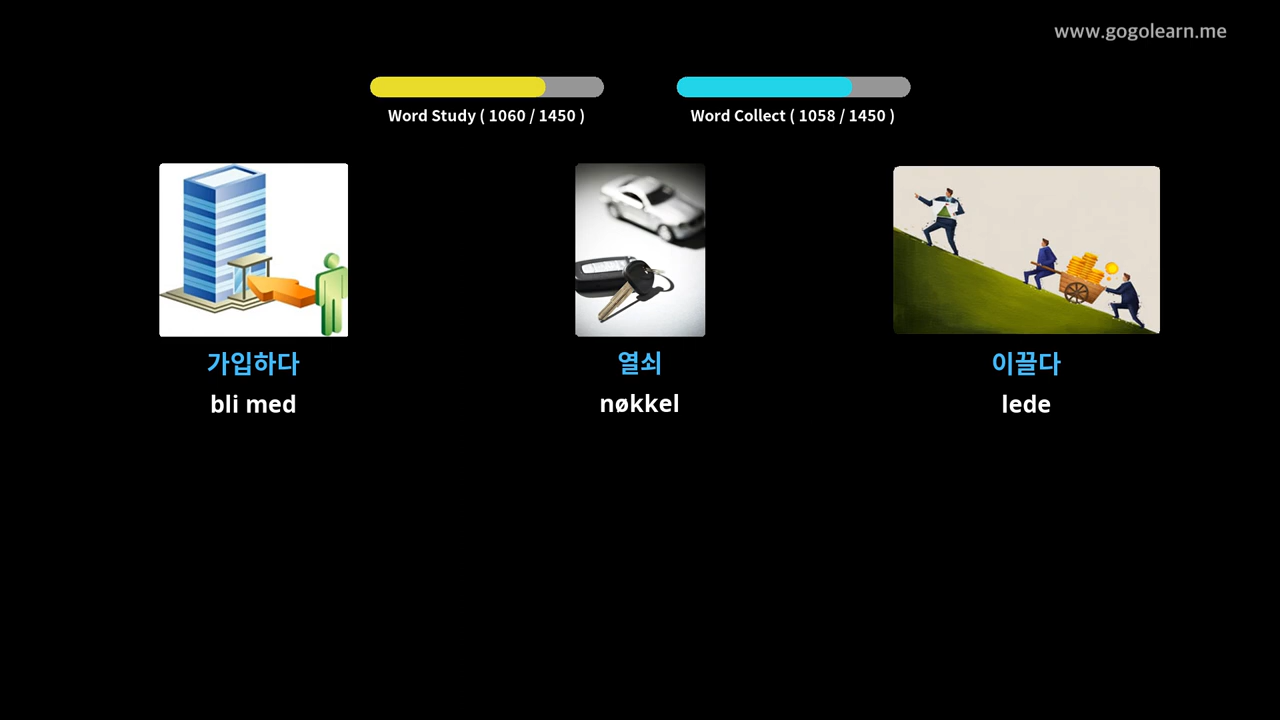 www.gogolearn.me
Word Study ( 1060 / 1450 )
Word Collect ( 1058 / 1450 )
가입하다
열쇠
이끌다
bli med
nøkkel
lede